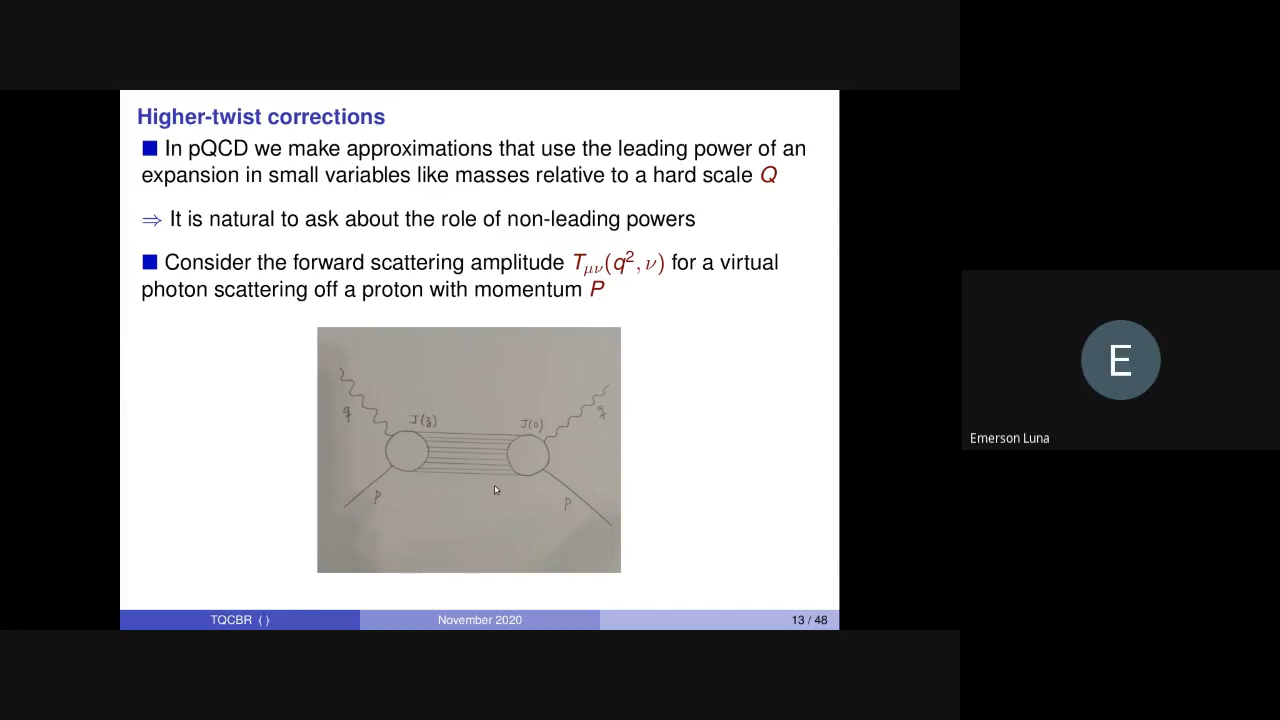 Higher-twist corrections
■ In pQCD we make approximations that use the leading power of an
expansion in small variables like masses relative to a hard scale Q
⇒ It is natural to ask about the role of non-leading powers
■ Consider the forward scattering amplitude Tμν(q², ν) for a virtual
photon scattering off a proton with momentum P
q
J(z)
J(0)
q
P
P
TQCBR ( )
November 2020
13 / 48
E
Emerson Luna